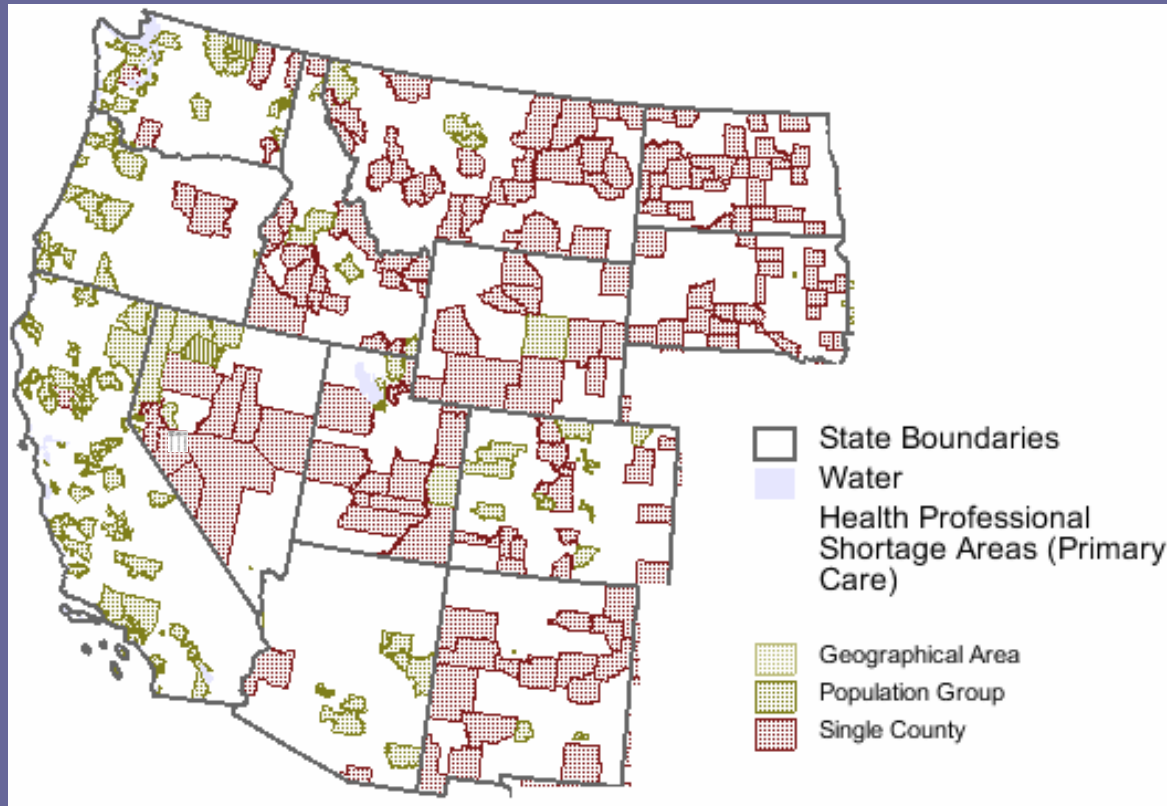 State Boundaries
Water
Health Professional
Shortage Areas (Primary
Care)
Geographical Area
Population Group
Single County